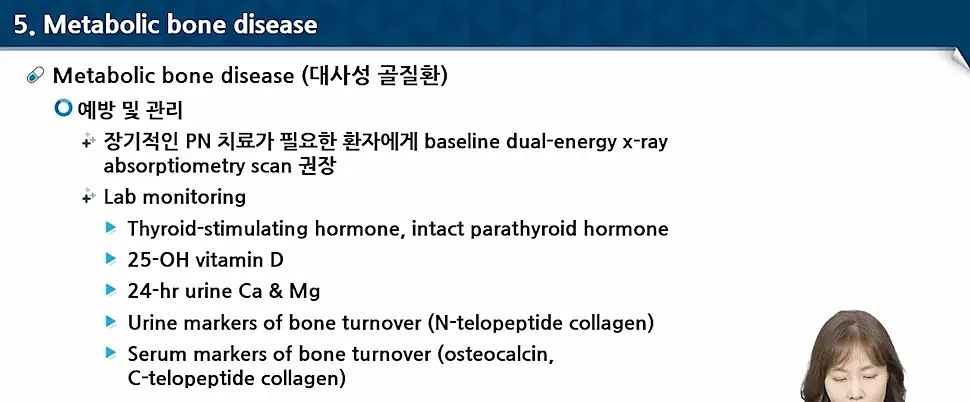 5. Metabolic bone disease
Metabolic bone disease (대사성 골질환)
예방 및 관리
장기적인 PN 치료가 필요한 환자에게 baseline dual-energy x-ray
absorptiometry scan 권장
Lab monitoring
Thyroid-stimulating hormone, intact parathyroid hormone
25-OH vitamin D
24-hr urine Ca & Mg
Urine markers of bone turnover (N-telopeptide collagen)
Serum markers of bone turnover (osteocalcin,
C-telopeptide collagen)